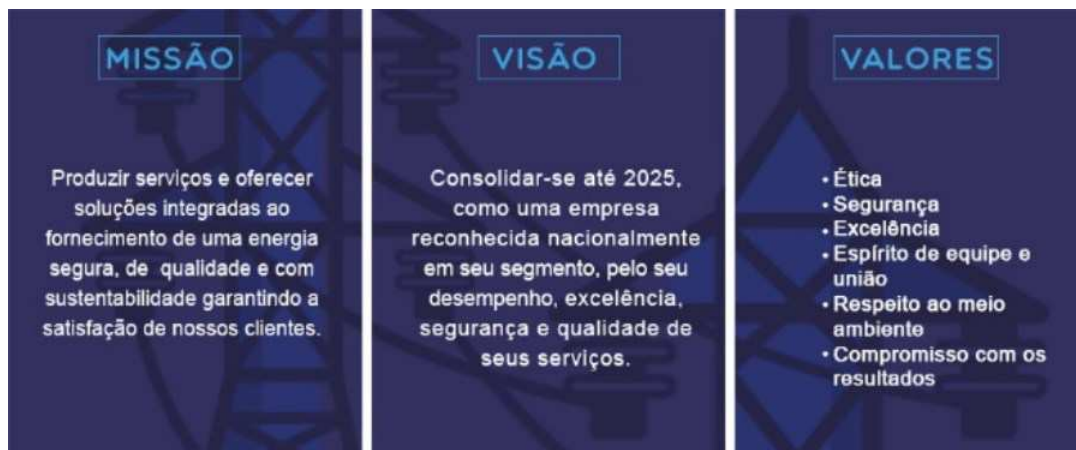 MISSÃO
Produzir serviços e oferecer
soluções integradas ao
fornecimento de uma energia
segura, de qualidade e com
sustentabilidade garantindo a
satisfação de nossos clientes.
VISÃO
Consolidar-se até 2025,
como uma empresa
reconhecida nacionalmente
em seu segmento, pelo seu
desempenho, excelência,
segurança e qualidade de
seus serviços.
VALORES
• Ética
• Segurança
• Excelência
• Espírito de equipe e
união
• Respeito ao meio
ambiente
• Compromisso com os
resultados